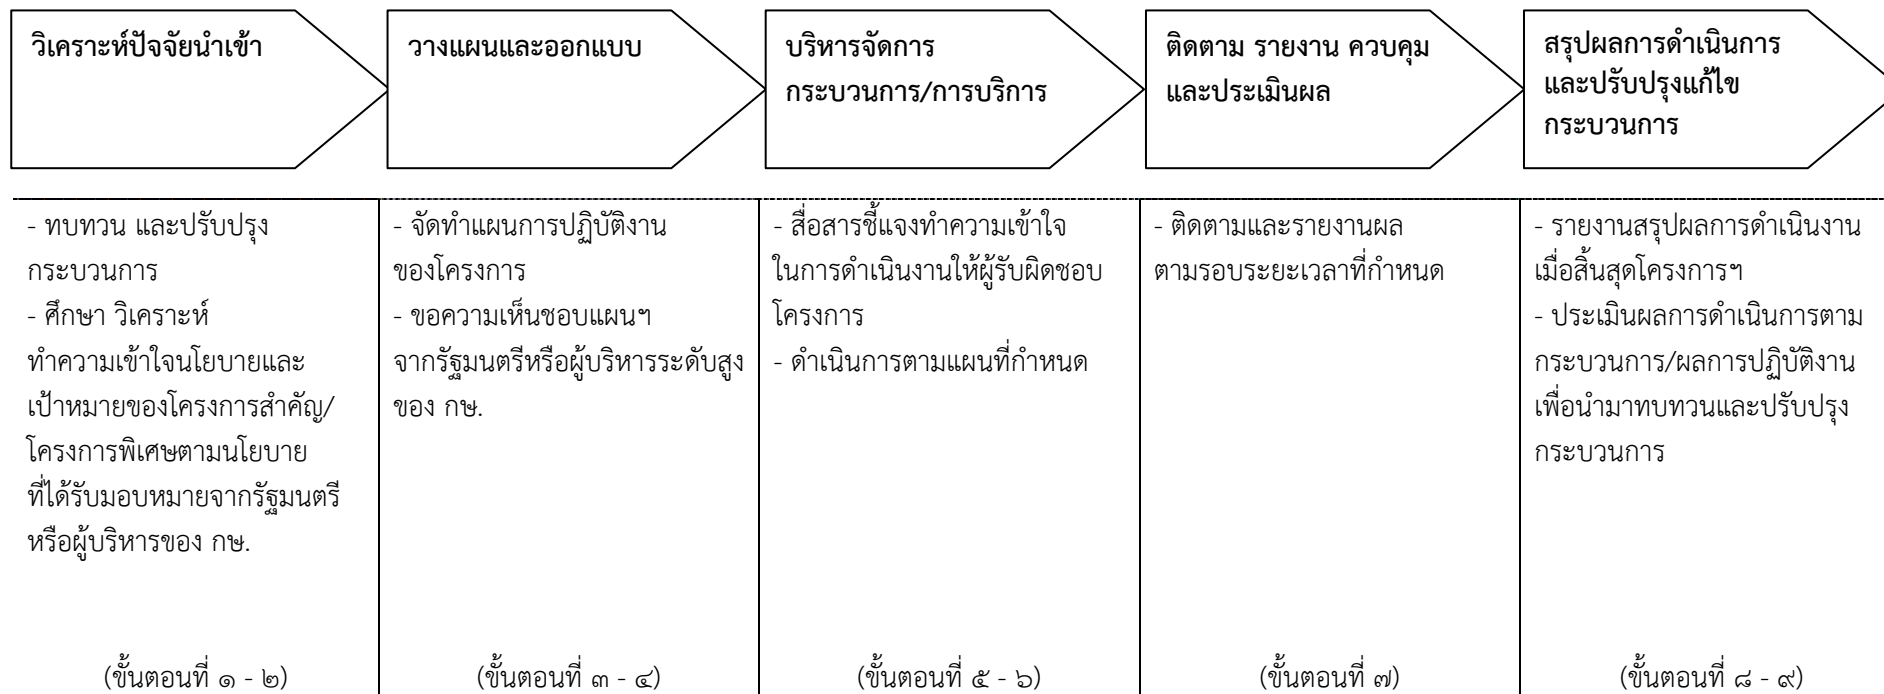 วิเคราะห์ปัจจัยนำเข้า
วางแผนและออกแบบ
บริหารจัดการ
กระบวนการ/การบริการ
ติดตาม รายงาน ควบคุม
และประเมินผล
สรุปผลการดำเนินการ
และปรับปรุงแก้ไข
กระบวนการ
- ทบทวน และปรับปรุง
กระบวนการ
- ศึกษา วิเคราะห์
ทำความเข้าใจนโยบายและ
เป้าหมายของโครงการสำคัญ/
โครงการพิเศษตามนโยบาย
ที่ได้รับมอบหมายจากรัฐมนตรี
หรือผู้บริหารของ กษ.
(ขั้นตอนที่ ๑ - ๒)
- จัดทำแผนการปฏิบัติงาน
ของโครงการ
- ขอความเห็นชอบแผนฯ
จากรัฐมนตรีหรือผู้บริหารระดับสูง
ของ กษ.
(ขั้นตอนที่ ๓ - ๔)
- สื่อสารชี้แจงทำความเข้าใจ
ในการดำเนินงานให้ผู้รับผิดชอบ
โครงการ
- ดำเนินการตามแผนที่กำหนด
(ขั้นตอนที่ ๕ - ๖)
- ติดตามและรายงานผล
ตามรอบระยะเวลาที่กำหนด
(ขั้นตอนที่ ๗)
- รายงานสรุปผลการดำเนินงาน
เมื่อสิ้นสุดโครงการฯ
- ประเมินผลการดำเนินการตาม
กระบวนการ/ผลการปฏิบัติงาน
เพื่อนำมาทบทวนและปรับปรุง
กระบวนการ
(ขั้นตอนที่ ๘ - ๙)